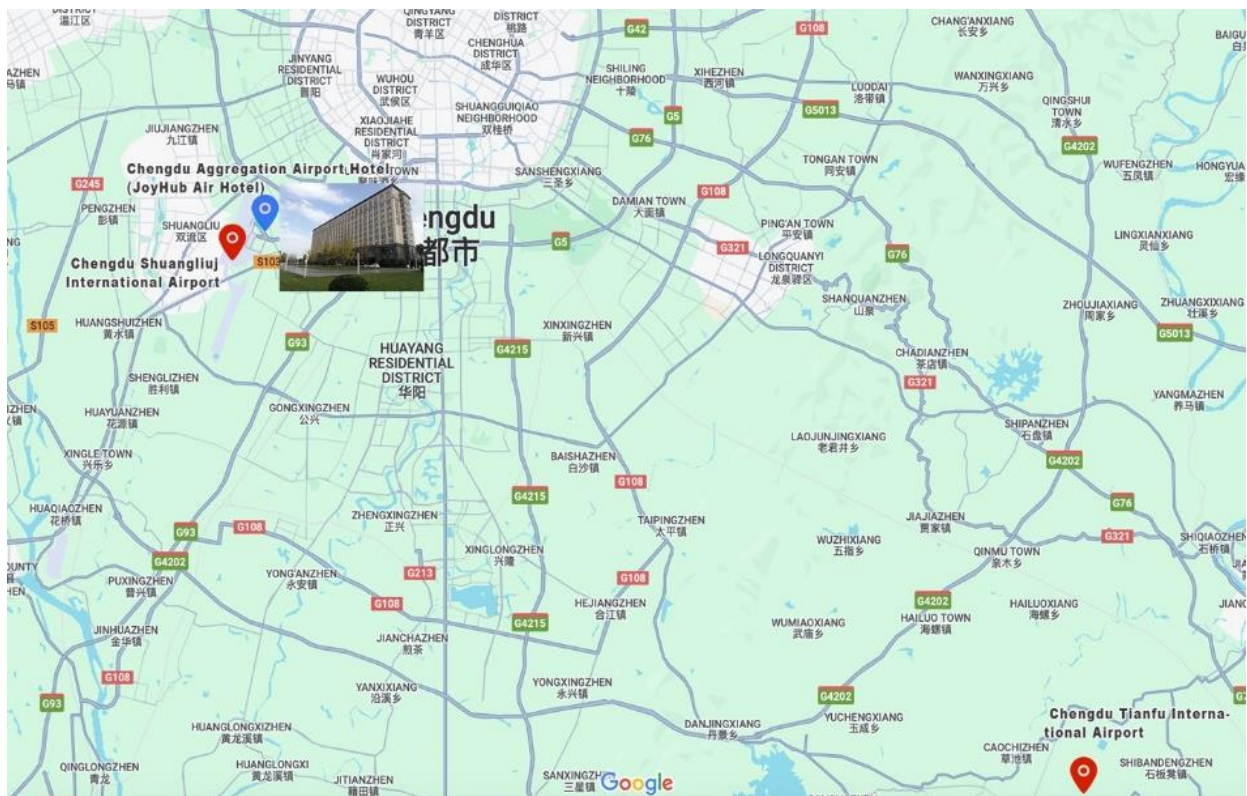 DISTRICT
温江区
QINGYANG
DISTRICT
青羊区
DISTRICT
桃路
G42
G108
CHANG'ANXIANG
长安乡
CHENGHUA
DISTRICT
成华区
JINYANG
RESIDENTIAL
DISTRICT
晋阳
WUHOU
DISTRICT
武侯区
SHILING
NEIGHBORHOOD
十陵
XIHEZHEN
西河镇
WANXINGXIANG
万兴乡
LUODAI
洛带镇
SHUANGGUIQIAO
NEIGHBORHOOD
双桂桥
G5
G5013
QINGSHUI
TOWN
清水乡
JIUJIANGZHEN
九江镇
XIAOJIAHE
RESIDENTIAL
DISTRICT
肖家河
G76
G4202
Chengdu Aggregation Airport Hotel
(JoyHub Air Hotel)
SANSHENGXIANG
三圣乡
TONGAN TOWN
阿安镇
WUFENGZHEN
五凤镇
G245
PENGZHEN
彭镇
G108
DAMIAN TOWN
大面镇
SHUANGLIU
双流区
engdu
都市
G5
PING'AN TOWN
平安镇
G321
LONGQUANYI
DISTRICT
龙泉驿区
G76
LINGXIANXIANG
灵仙乡
Chengdu Shuangliuj
International Airport
S103
SHANQUANZHEN
山泉
ZHOUJIAXIANG
周家乡
ZHUANGXIXIANG
壮溪乡
S105
HUANGSHUIZHEN
黄水镇
G93
G4215
XINXINGZHEN
新兴镇
G5013
HUAYANG
RESIDENTIAL
DISTRICT
华阳
CHADIANZHEN
茶店镇
G321
SHENGLIZHEN
胜利镇
HUAYUANZHEN
花源镇
GONGXINGZHEN
公兴
YANGMAZHEN
养马镇
SHIPANZHEN
石盘镇
LAOJUNJINGXIANG
老君井乡
XINGLE TOWN
兴乐乡
BAISHAZHEN
白沙镇
G4202
G108
G4215
G76
HUAQIAOZHEN
花桥镇
G93
G108
ZHENGXINGZHEN
正兴
TAIPINGZHEN
太平镇
JIAJIAZHEN
贾家镇
G321
SHIQIAOZHEN
石桥镇
G4202
XINGLONGZHEN
兴隆
WUZHIXIANG
五指乡
QINMU TOWN
泉木乡
PUXINGZHEN
普兴镇
YONG'ANZHEN
永安镇
G213
G108
G108
HEJIANGZHEN
合江镇
G4202
HAILUOXIANG
海螺乡
JINHUAZHEN
金华镇
G4215
JIANCHAZHEN
煎茶
WUMIAOXIANG
武庙乡
HAILUO TOWN
海螺镇
G108
YANXIXIANG
沿溪乡
YONGXINGZHEN
永兴镇
G93
G4202
Chengdu Tianfu Interna-
tional Airport
HUANGLONGXIZHEN
黄龙溪镇
DANJINGXIANG
丹景乡
YUCHENGXIANG
玉成乡
CAOCHIZHEN
草池镇
QINGLONGZHEN
青龙
HUANGLONGXI
黄龙溪镇
SHIBANDENGZHEN
石板凳镇
JITIANZHEN
籍田镇
三星镇
Google